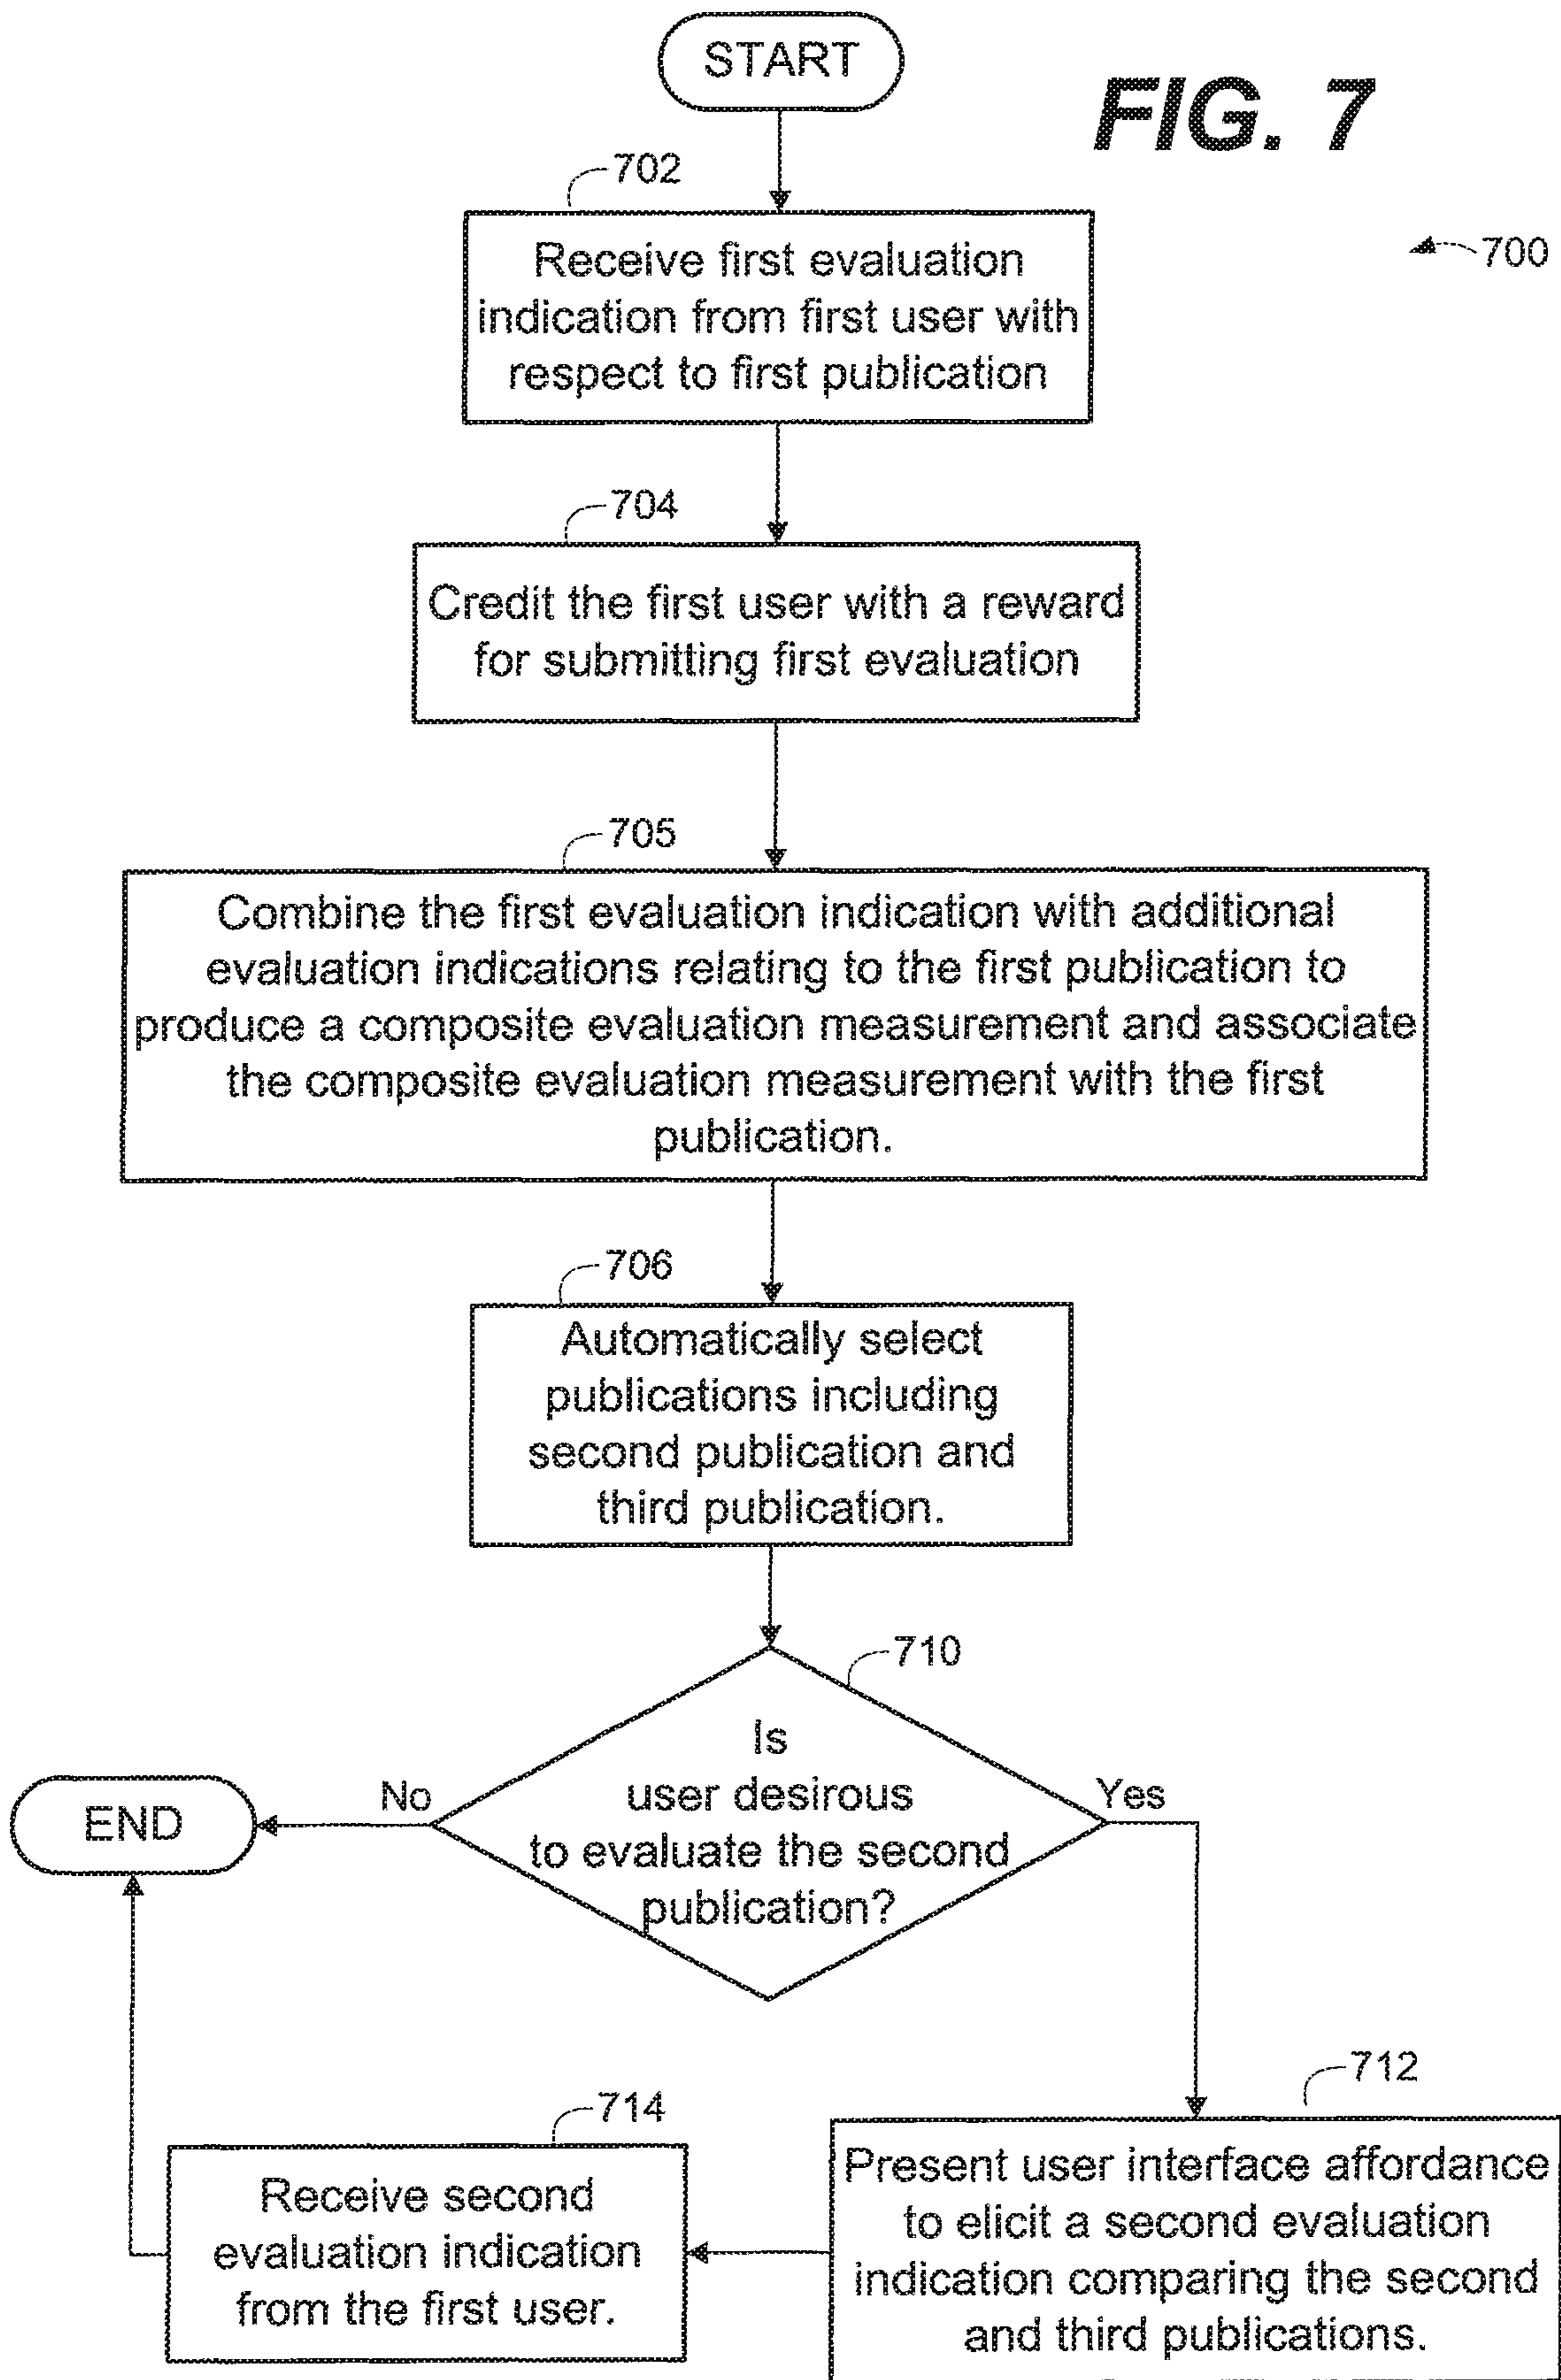 START
FIG. 7
702
700
Receive first evaluation
indication from first user with
respect to first publication
704
Credit the first user with a reward
for submitting first evaluation
705
Combine the first evaluation indication with additional
evaluation indications relating to the first publication to
produce a composite evaluation measurement and associate
the composite evaluation measurement with the first
publication.
706
Automatically select
publications including
second publication and
third publication.
710
Is
user desirous
to evaluate the second
publication?
No
Yes
END
712
714
Present user interface affordance
to elicit a second evaluation
indication comparing the second
and third publications.
Receive second
evaluation indication
from the first user.